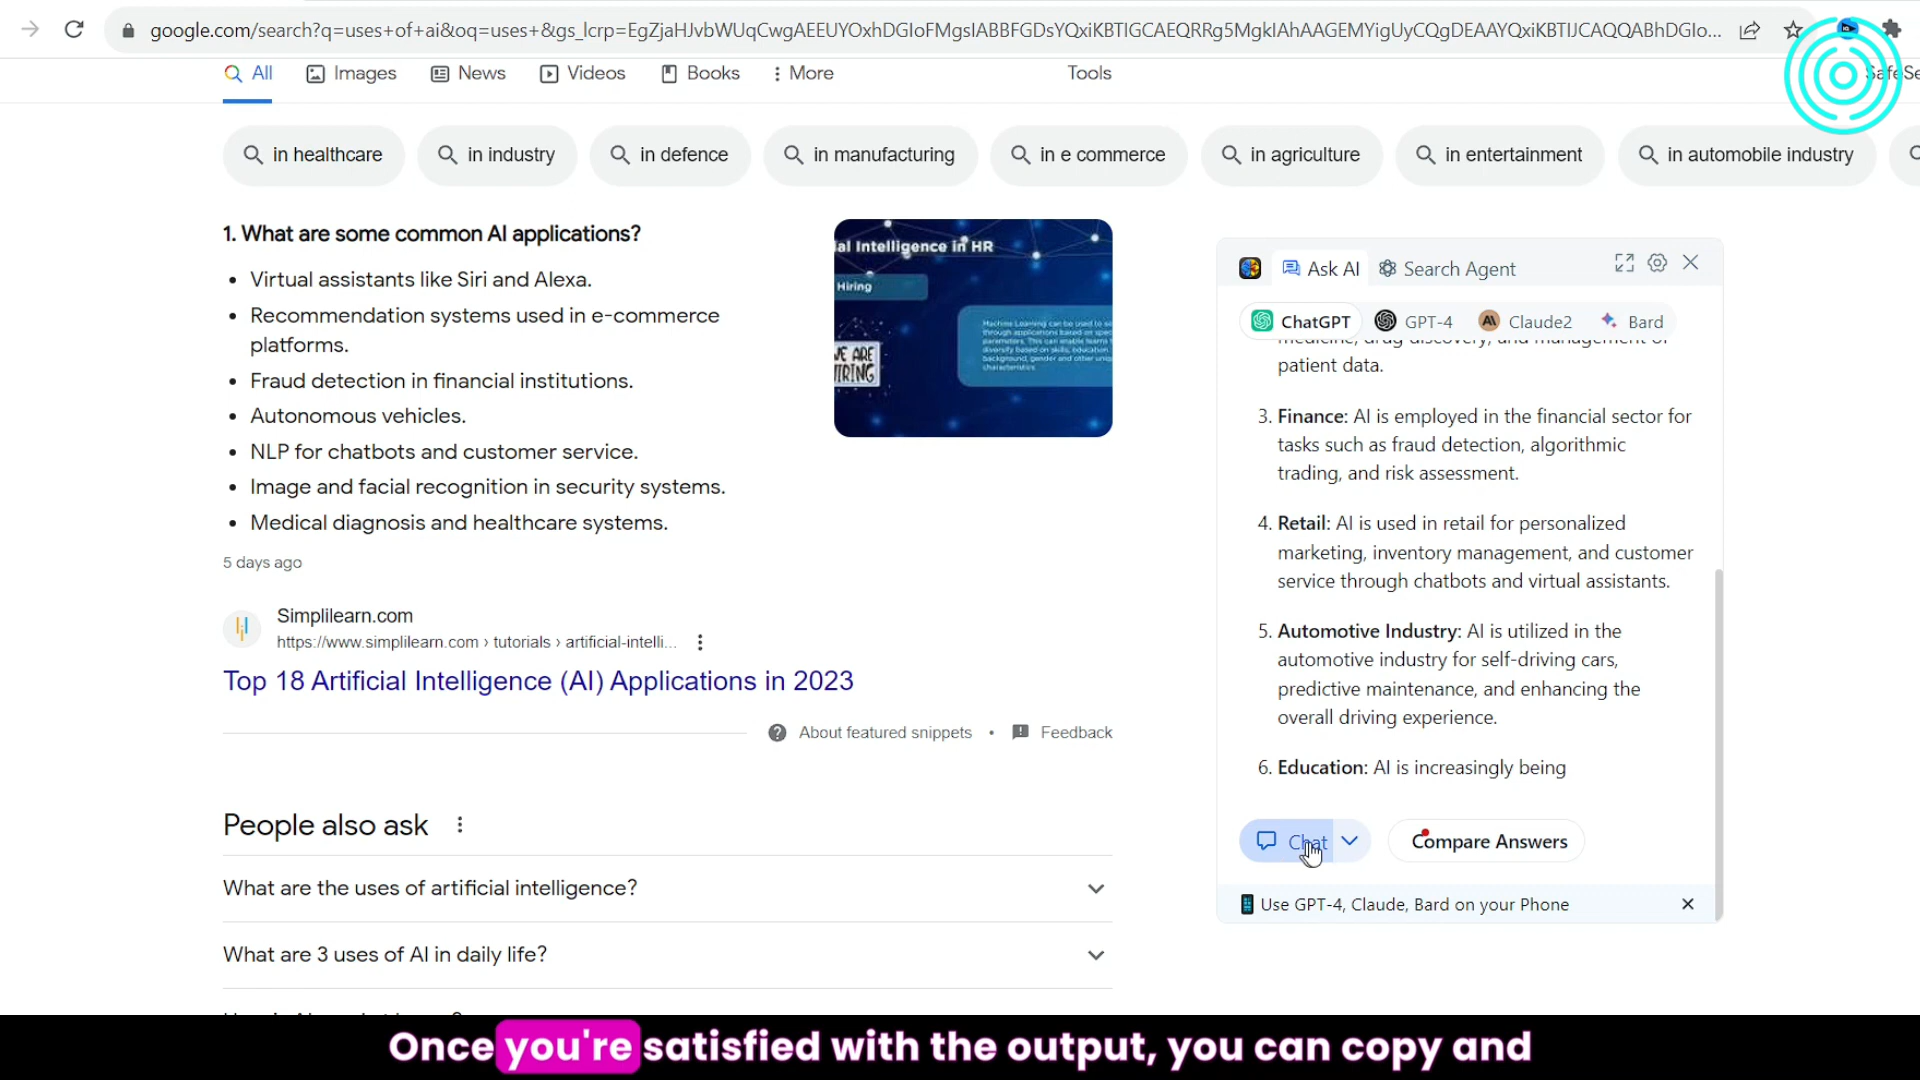 google.com/search?q=uses+of+ai&oq=uses+&gs_lcrp=EgZjaHJvbWUqCwgAEEUYOxhDGIoFMgsIABBFGDsYQxiKBTIGCAEQRRg5MgkIAhAAGEMYigUyCQgDEAAYQxiKBTIJCAQQABhDGIo...
All Images News Videos Books More Tools
in healthcare in industry in defence in manufacturing in e commerce in agriculture in entertainment in automobile industry
1. What are some common AI applications?
• Virtual assistants like Siri and Alexa.
• Recommendation systems used in e-commerce
platforms.
• Fraud detection in financial institutions.
• Autonomous vehicles.
• NLP for chatbots and customer service.
• Image and facial recognition in security systems.
• Medical diagnosis and healthcare systems.
5 days ago
ial Intelligence in HR
Hiring
WE ARE
HIRING
Simplilearn.com
https://www.simplilearn.com › tutorials › artificial-intelli...
Top 18 Artificial Intelligence (AI) Applications in 2023
About featured snippets • Feedback
People also ask
What are the uses of artificial intelligence?
What are 3 uses of AI in daily life?
Ask AI Search Agent
ChatGPT GPT-4 Claude2 Bard
medicine, drug discovery, and management of
patient data.
3. Finance: AI is employed in the financial sector for
tasks such as fraud detection, algorithmic
trading, and risk assessment.
4. Retail: AI is used in retail for personalized
marketing, inventory management, and customer
service through chatbots and virtual assistants.
5. Automotive Industry: AI is utilized in the
automotive industry for self-driving cars,
predictive maintenance, and enhancing the
overall driving experience.
6. Education: AI is increasingly being
Chat Compare Answers
Use GPT-4, Claude, Bard on your Phone
Once you're satisfied with the output, you can copy and